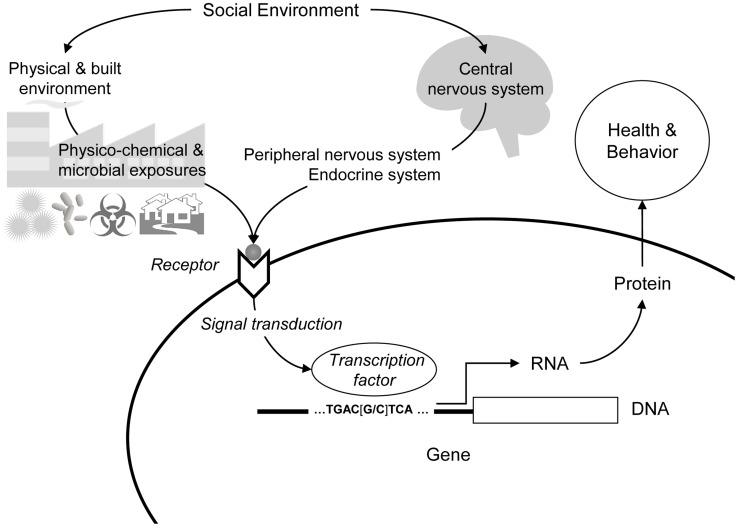 Social Environment
Physical & built
environment
Central
nervous system
Physico-chemical &
microbial exposures
Peripheral nervous system
Endocrine system
Health &
Behavior
Receptor
Protein
Signal transduction
Transcription
factor
RNA
...TGAC[G/C]TCA ...
DNA
Gene